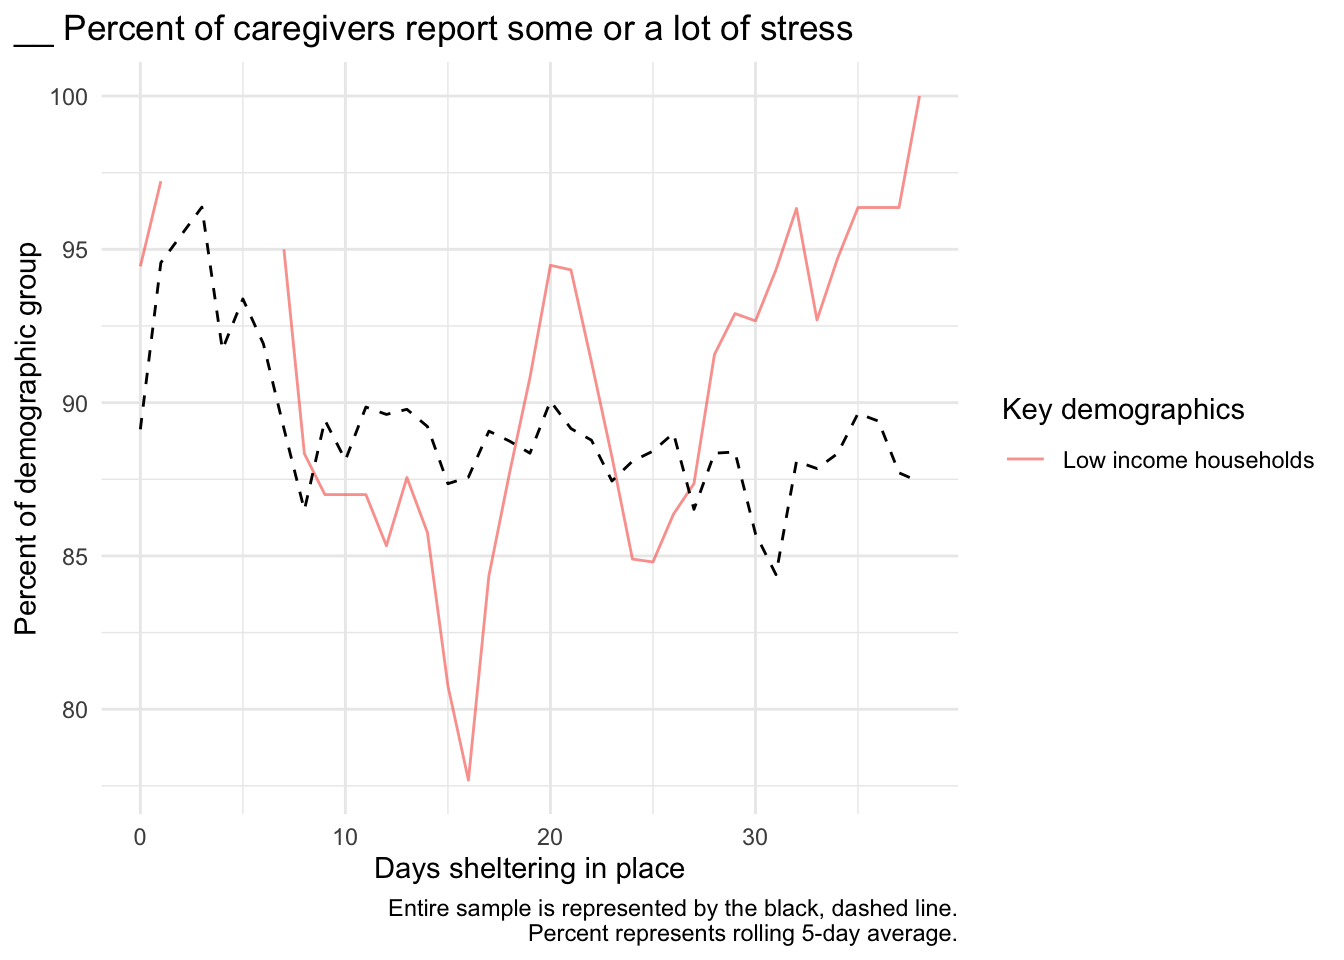 __ Percent of caregivers report some or a lot of stress
Percent of demographic group
100
95
90
85
80
0
10
20
30
Days sheltering in place
Key demographics
Low income households
Entire sample is represented by the black, dashed line.
Percent represents rolling 5-day average.